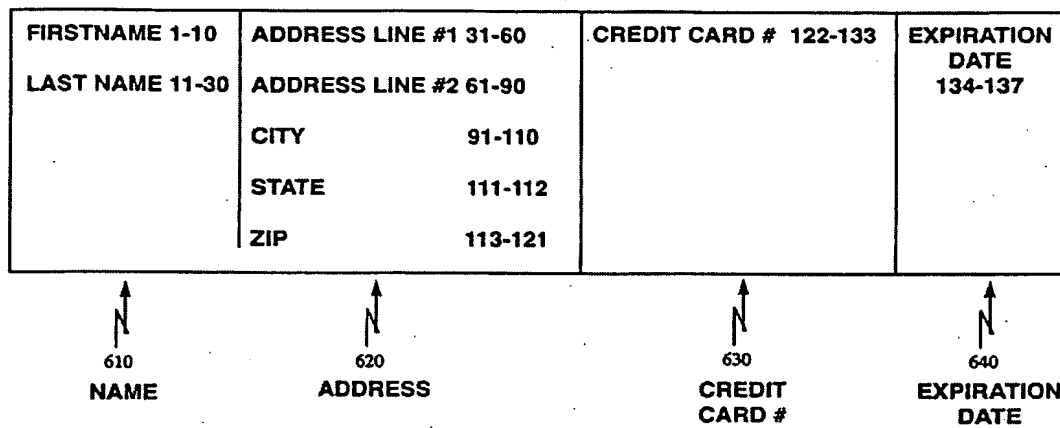 FIRSTNAME 1-10
LAST NAME 11-30
ADDRESS LINE #1 31-60
ADDRESS LINE #2 61-90
CITY 91-110
STATE 111-112
ZIP 113-121
CREDIT CARD # 122-133
EXPIRATION
DATE
134-137
610
NAME
620
ADDRESS
630
CREDIT
CARD #
640
EXPIRATION
DATE